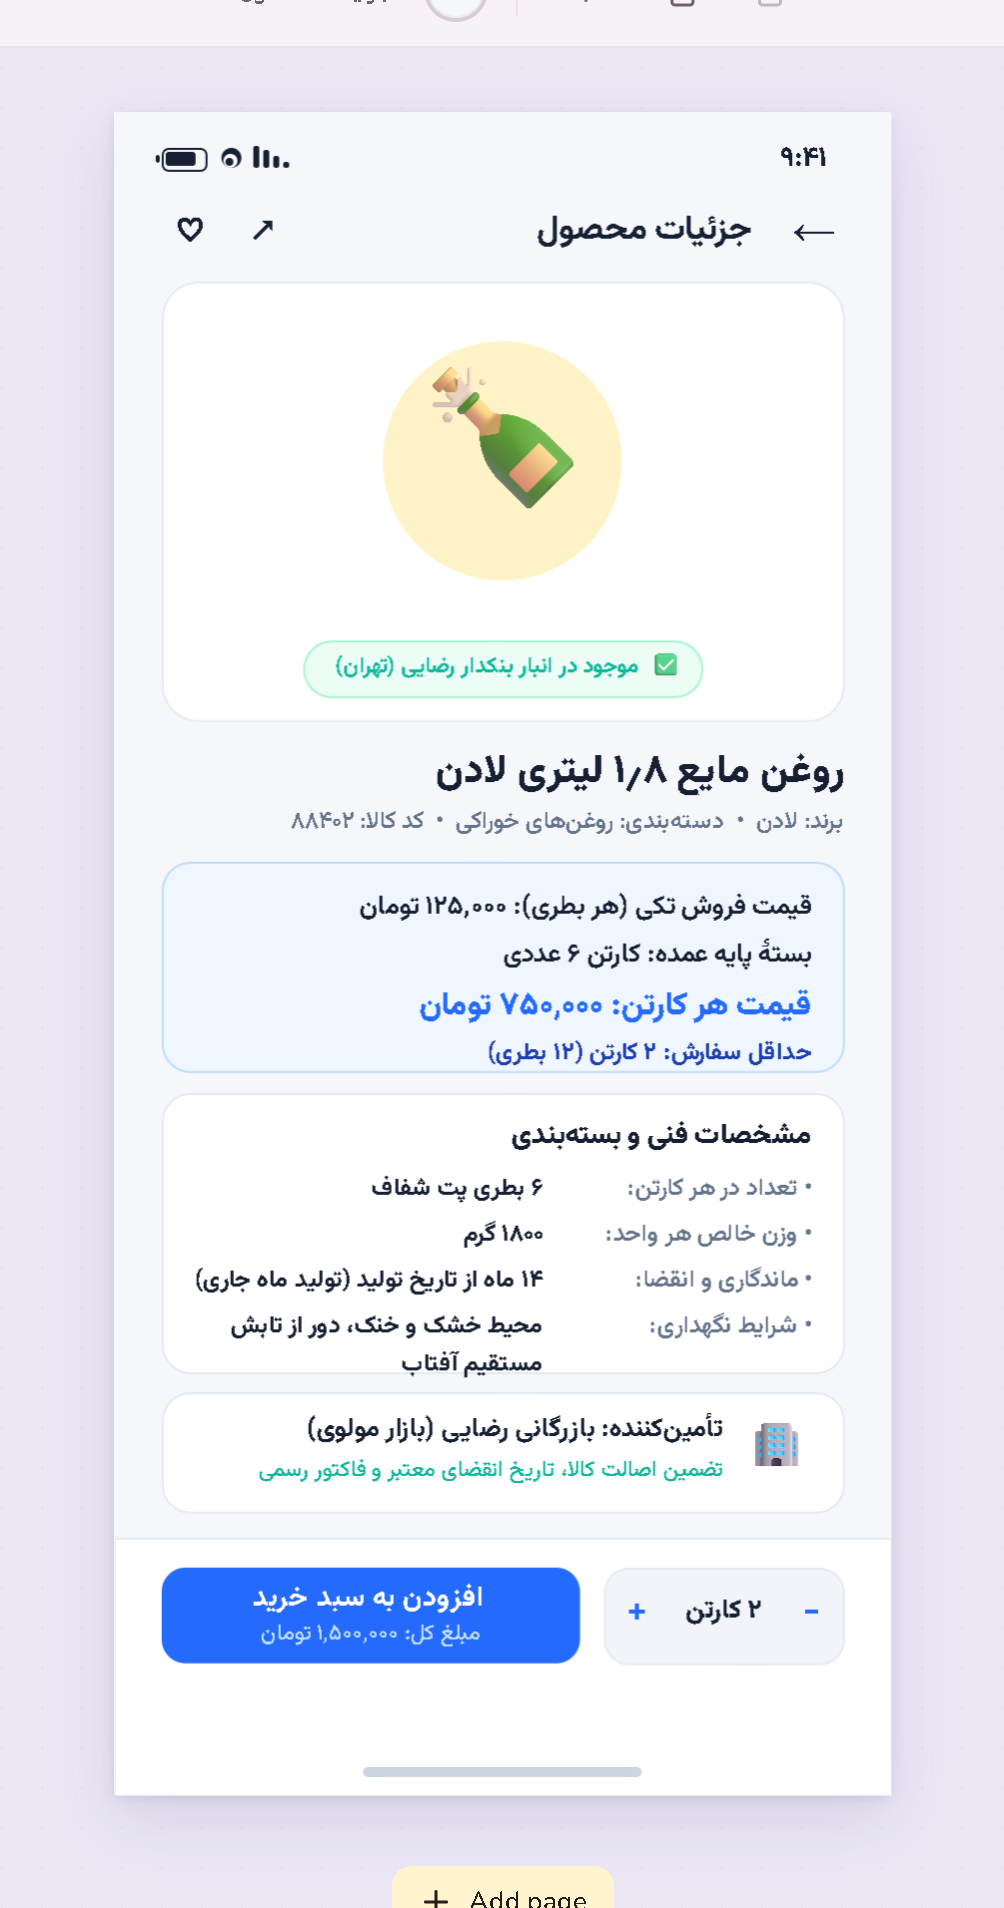 ۹:۴۱
جزئیات محصول
موجود در انبار بنکدار رضایی (تهران)
روغن مایع ۱٫۸ لیتری لادن
برند: لادن • دسته‌بندی: روغن‌های خوراکی • کد کالا: ۸۸۴۰۲
قیمت فروش تکی (هر بطری): ۱۲۵,۰۰۰ تومان
بستهٔ پایه عمده: کارتن ۶ عددی
قیمت هر کارتن: ۷۵۰,۰۰۰ تومان
حداقل سفارش: ۲ کارتن (۱۲ بطری)
مشخصات فنی و بسته‌بندی
• تعداد در هر کارتن: ۶ بطری پت شفاف
• وزن خالص هر واحد: ۱۸۰۰ گرم
• ماندگاری و انقضا: ۱۴ ماه از تاریخ تولید (تولید ماه جاری)
• شرایط نگهداری: محیط خشک و خنک، دور از تابش
مستقیم آفتاب
تأمین‌کننده: بازرگانی رضایی (بازار مولوی)
تضمین اصالت کالا، تاریخ انقضای معتبر و فاکتور رسمی
- ۲ کارتن +
افزودن به سبد خرید
مبلغ کل: ۱,۵۰۰,۰۰۰ تومان
+ Add page